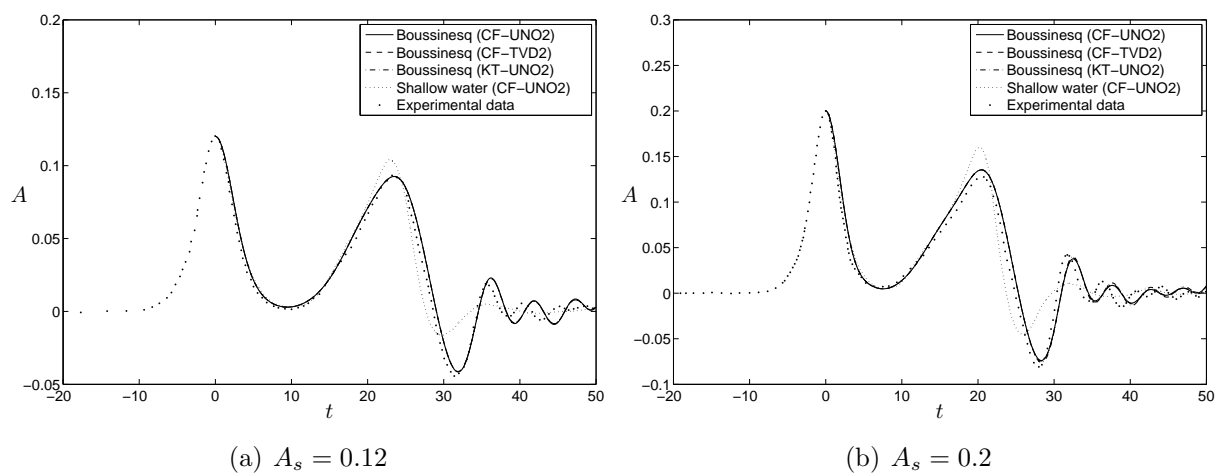 0.2
0.15
0.1
0.05
0
−0.05
A
−20
−10
0
10
20
30
40
50
t
Boussinesq (CF−UNO2)
Boussinesq (CF−TVD2)
Boussinesq (KT−UNO2)
Shallow water (CF−UNO2)
Experimental data
(a) A_s = 0.12
0.3
0.25
0.2
0.15
0.1
0.05
0
−0.05
−0.1
A
−20
−10
0
10
20
30
40
50
t
Boussinesq (CF−UNO2)
Boussinesq (CF−TVD2)
Boussinesq (KT−UNO2)
Shallow water (CF−UNO2)
Experimental data
(b) A_s = 0.2